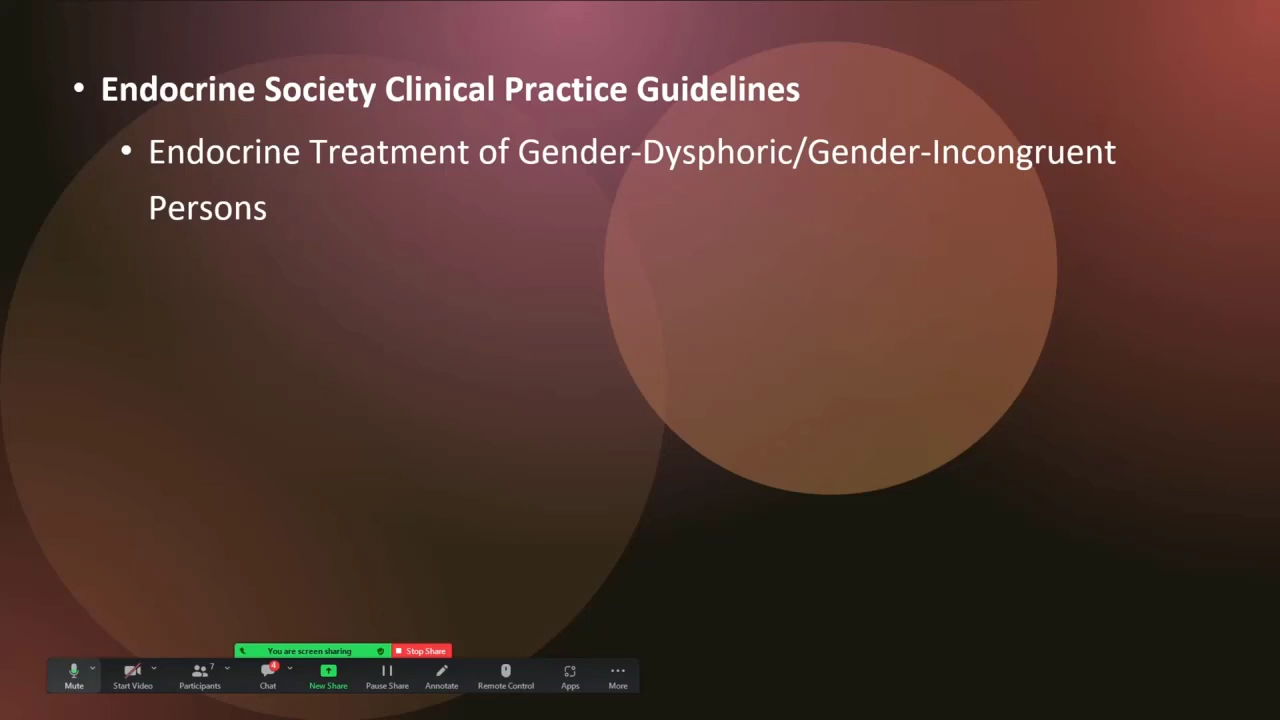 • Endocrine Society Clinical Practice Guidelines
• Endocrine Treatment of Gender-Dysphoric/Gender-Incongruent
Persons
You are screen sharing Stop Share
7 4
Mute Start Video Participants Chat New Share Pause Share Annotate Remote Control Apps More